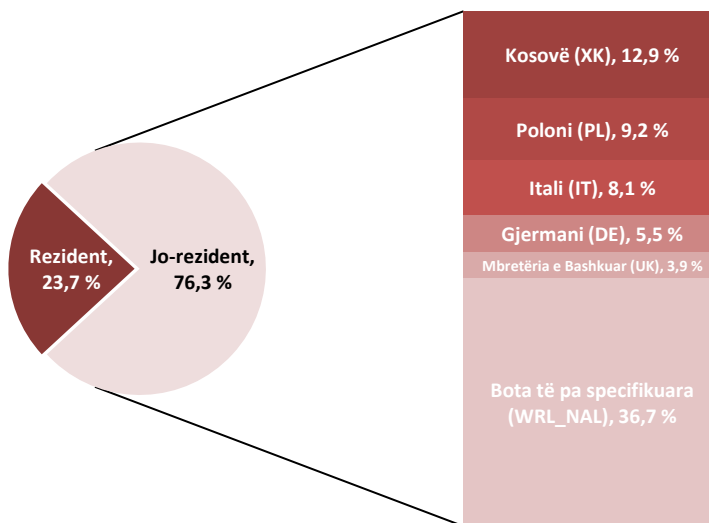 Kosovë (XK), 12,9 %
Poloni (PL), 9,2 %
Itali (IT), 8,1 %
Gjermani (DE), 5,5 %
Mbretëria e Bashkuar (UK), 3,9 %
Bota të pa specifikuara
(WRL_NAL), 36,7 %
Rezident,
23,7 %
Jo-rezident,
76,3 %